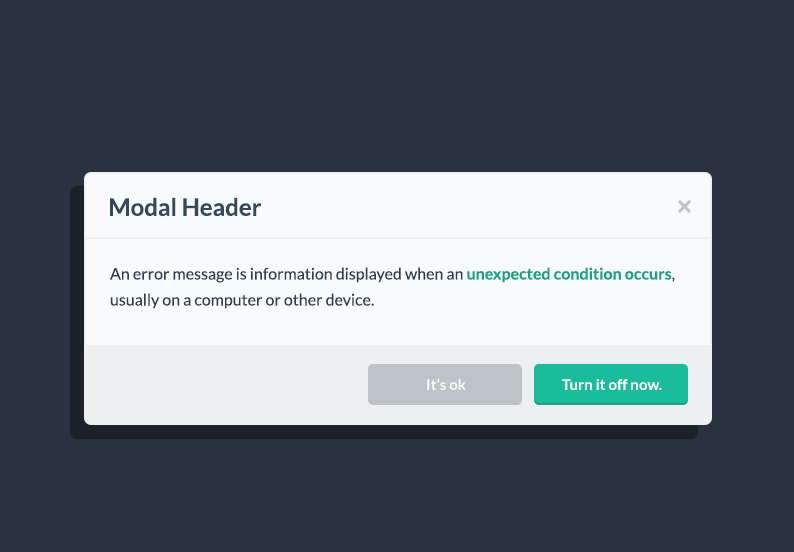 Modal Header
An error message is information displayed when an unexpected condition occurs,
usually on a computer or other device.
It's ok
Turn it off now.